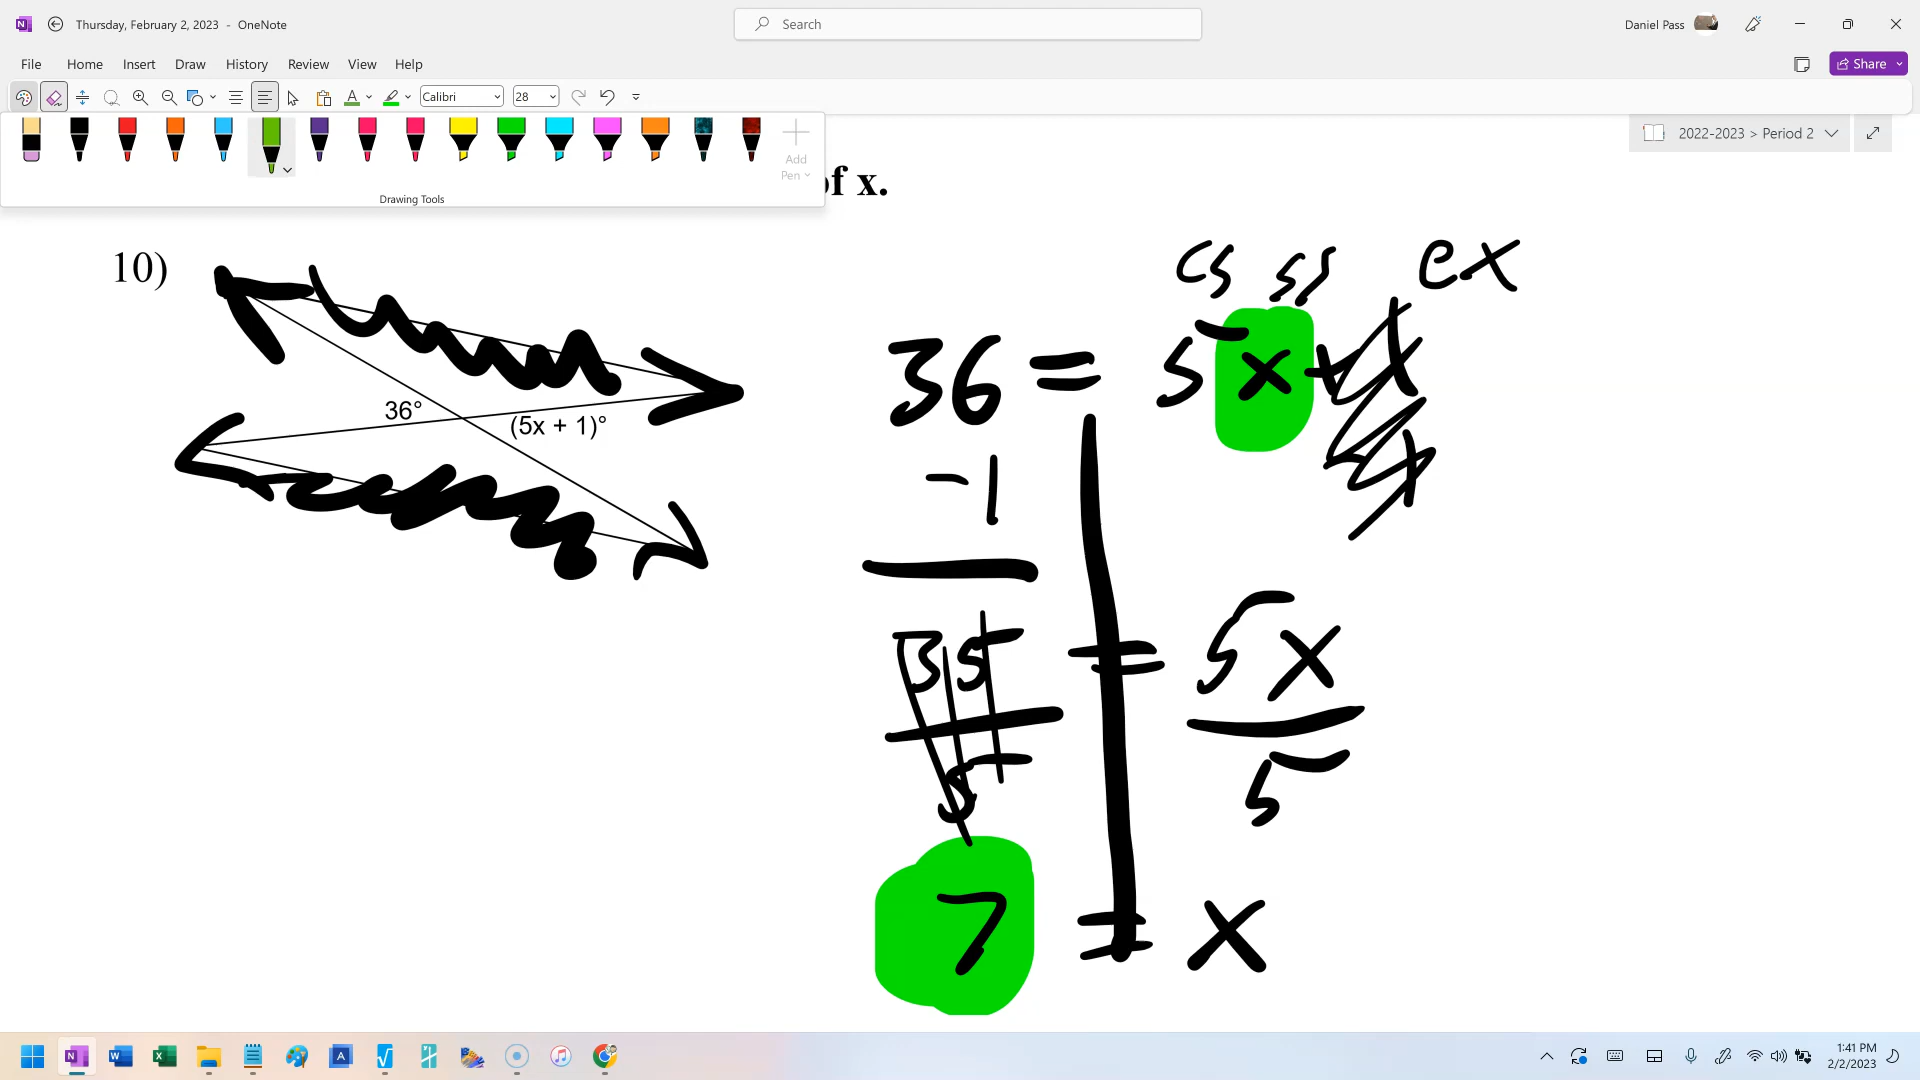 Thursday, February 2, 2023 - OneNote
Search
Daniel Pass
File Home Insert Draw History Review View Help
Share
Calibri 28
Add Pen
Drawing Tools
2022-2023 > Period 2
of x.
10)
36°
(5x + 1)°
cs ss ex
36 = 5x +
-1
35 = 5x
5 5
7 = x
1:41 PM
2/2/2023